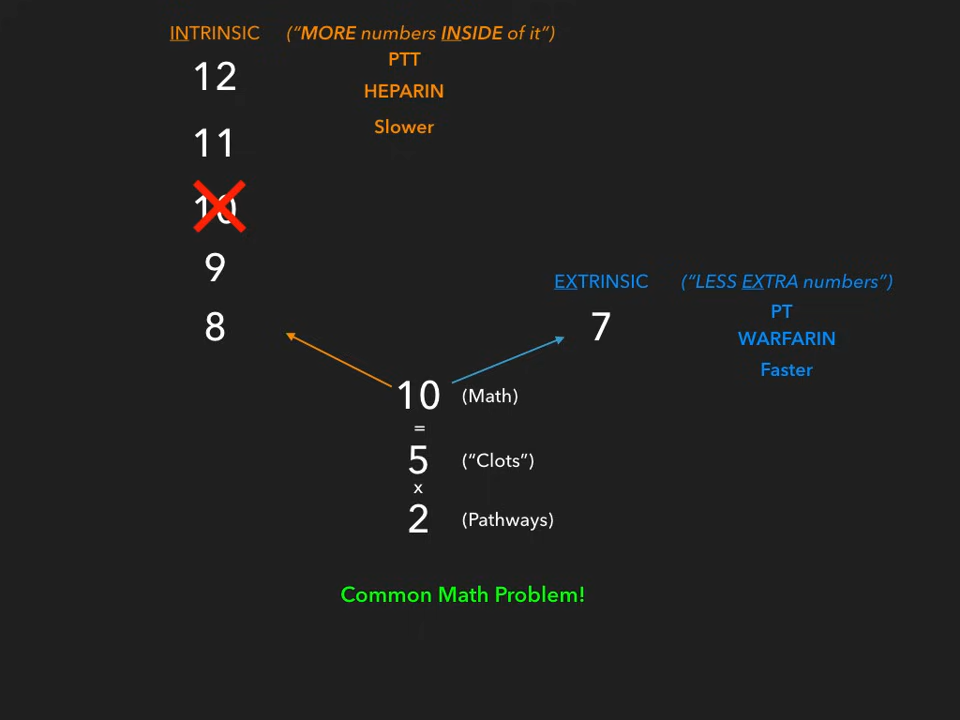 INTRINSIC (“MORE numbers INSIDE of it”)
PTT
12
HEPARIN
Slower
11
10
9
EXTRINSIC (“LESS EXTRA numbers”)
PT
8
7
WARFARIN
Faster
10 (Math)
=
5 (“Clots”)
x
2 (Pathways)
Common Math Problem!